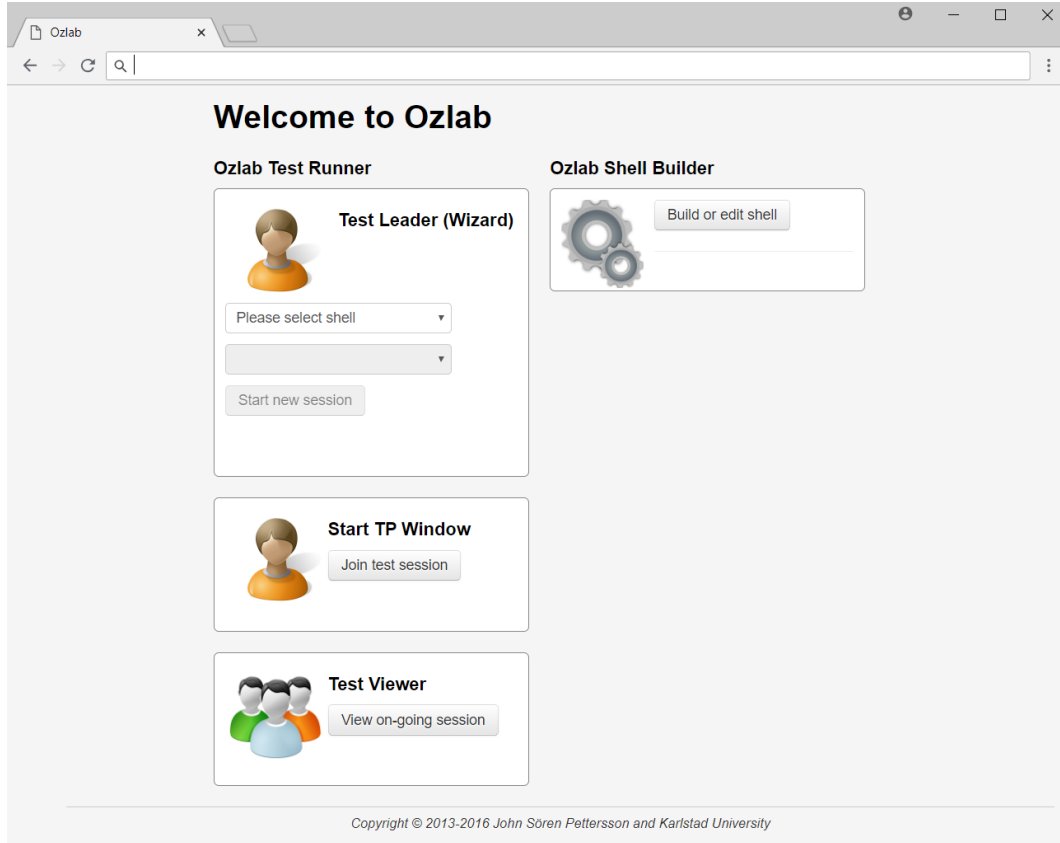 Ozlab
Welcome to Ozlab
Ozlab Test Runner
Test Leader (Wizard)
Please select shell
Start new session
Start TP Window
Join test session
Test Viewer
View on-going session
Ozlab Shell Builder
Build or edit shell
Copyright © 2013-2016 John Sören Pettersson and Karlstad University